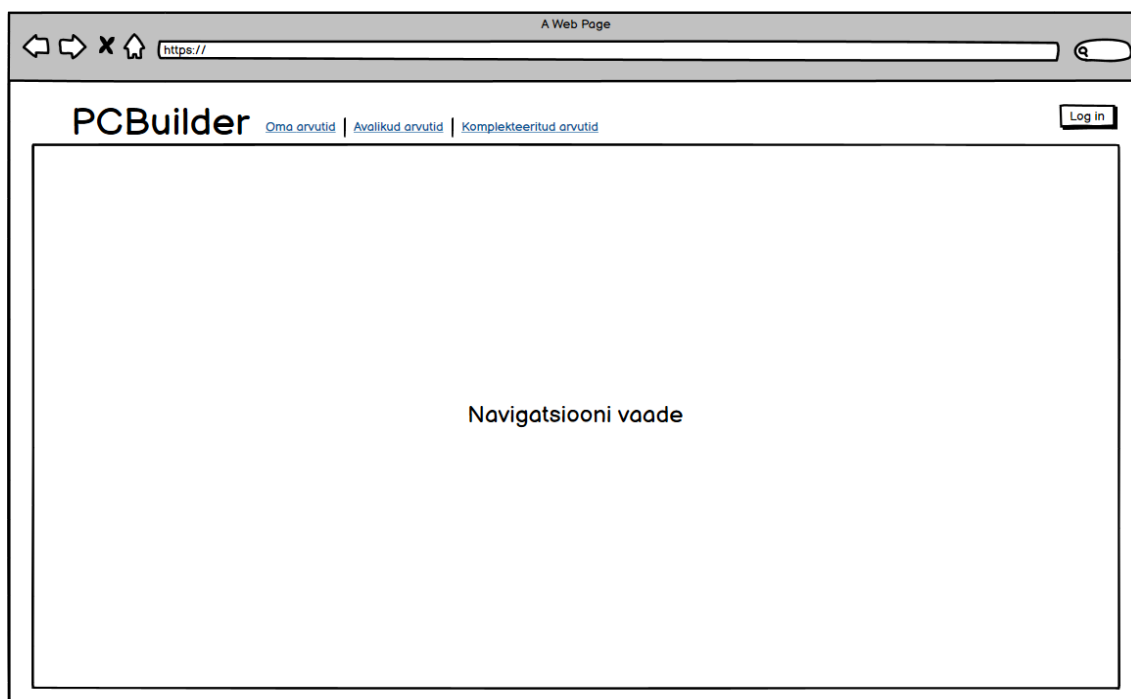 A Web Page
https://
PCBuilder Oma arvutid | Avalikud arvutid | Komplekteeritud arvutid
Log in
Navigatsiooni vaade